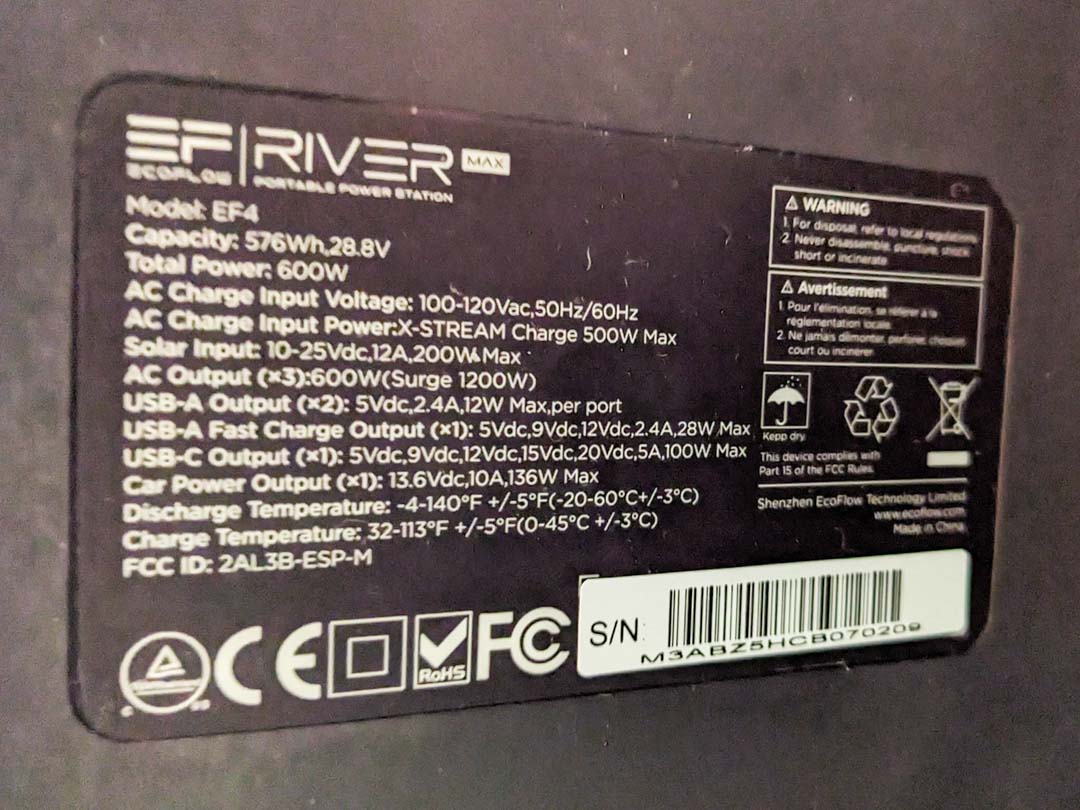 EF RIVER MAX
ECOFLOW PORTABLE POWER STATION
Model: EF4
Capacity: 576Wh,28.8V
Total Power: 600W
AC Charge Input Voltage: 100-120Vac,50Hz/60Hz
AC Charge Input Power:X-STREAM Charge 500W Max
Solar Input: 10-25Vdc,12A,200W Max
AC Output (×3):600W(Surge 1200W)
USB-A Output (×2): 5Vdc,2.4A,12W Max,per port
USB-A Fast Charge Output (×1): 5Vdc,9Vdc,12Vdc,2.4A,28W Max
USB-C Output (×1): 5Vdc,9Vdc,12Vdc,15Vdc,20Vdc,5A,100W Max
Car Power Output (×1): 13.6Vdc,10A,136W Max
Discharge Temperature: -4-140°F +/-5°F(-20-60°C+/-3°C)
Charge Temperature: 32-113°F +/-5°F(0-45°C +/-3°C)
FCC ID: 2AL3B-ESP-M
CE RoHS FC
WARNING
1. For disposal, refer to local regulations
2. Never disassemble, puncture, shock
short or incinerate
Avertissement
1. Pour l'élimination, se référer à la
réglementation locale
2. Ne jamais démonter, perforer, choquer
court ou incinérer
Kepp dry
This device complies with
Part 15 of the FCC Rules.
Shenzhen EcoFlow Technology Limited
www.ecoflow.com
Made in China
S/N:
M3ABZ5HCB070209